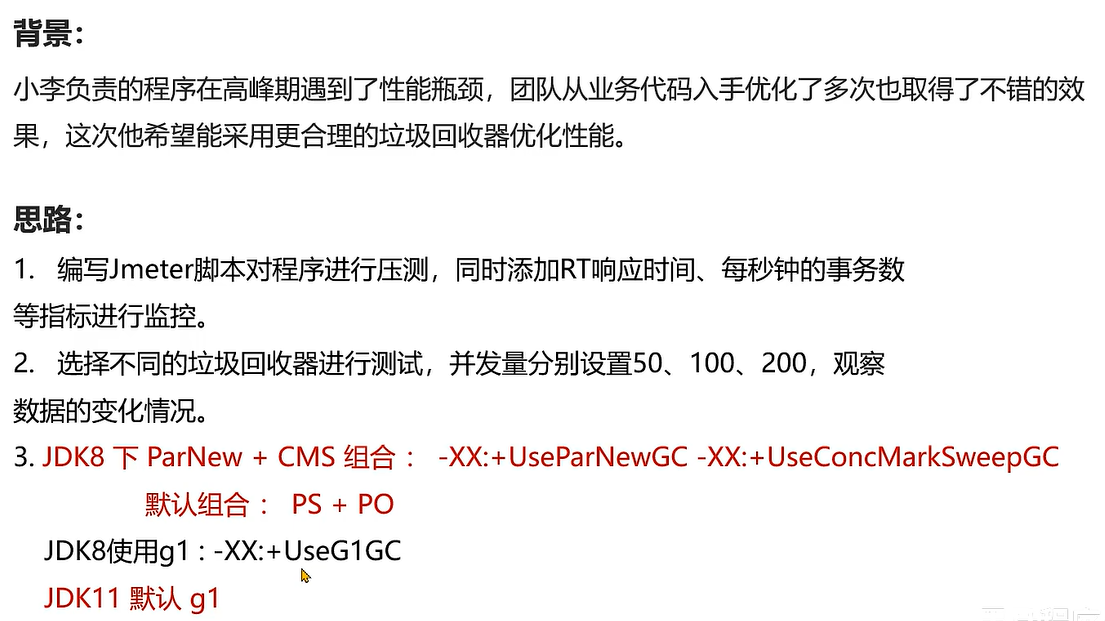 背景：
小李负责的程序在高峰期遇到了性能瓶颈，团队从业务代码入手优化了多次也取得了不错的效
果，这次他希望能采用更合理的垃圾回收器优化性能。
思路：
1. 编写Jmeter脚本对程序进行压测，同时添加RT响应时间、每秒钟的事务数
等指标进行监控。
2. 选择不同的垃圾回收器进行测试，并发量分别设置50、100、200，观察
数据的变化情况。
3. JDK8 下 ParNew + CMS 组合 ： -XX:+UseParNewGC -XX:+UseConcMarkSweepGC
默认组合 ： PS + PO
JDK8使用g1 : -XX:+UseG1GC
JDK11 默认 g1